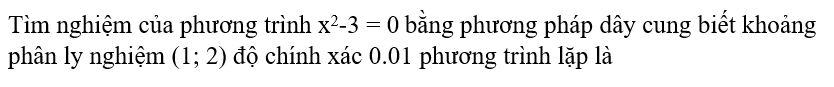 Tìm nghiệm của phương trình x²-3 = 0 bằng phương pháp dây cung biết khoảng
phân ly nghiệm (1; 2) độ chính xác 0.01 phương trình lặp là